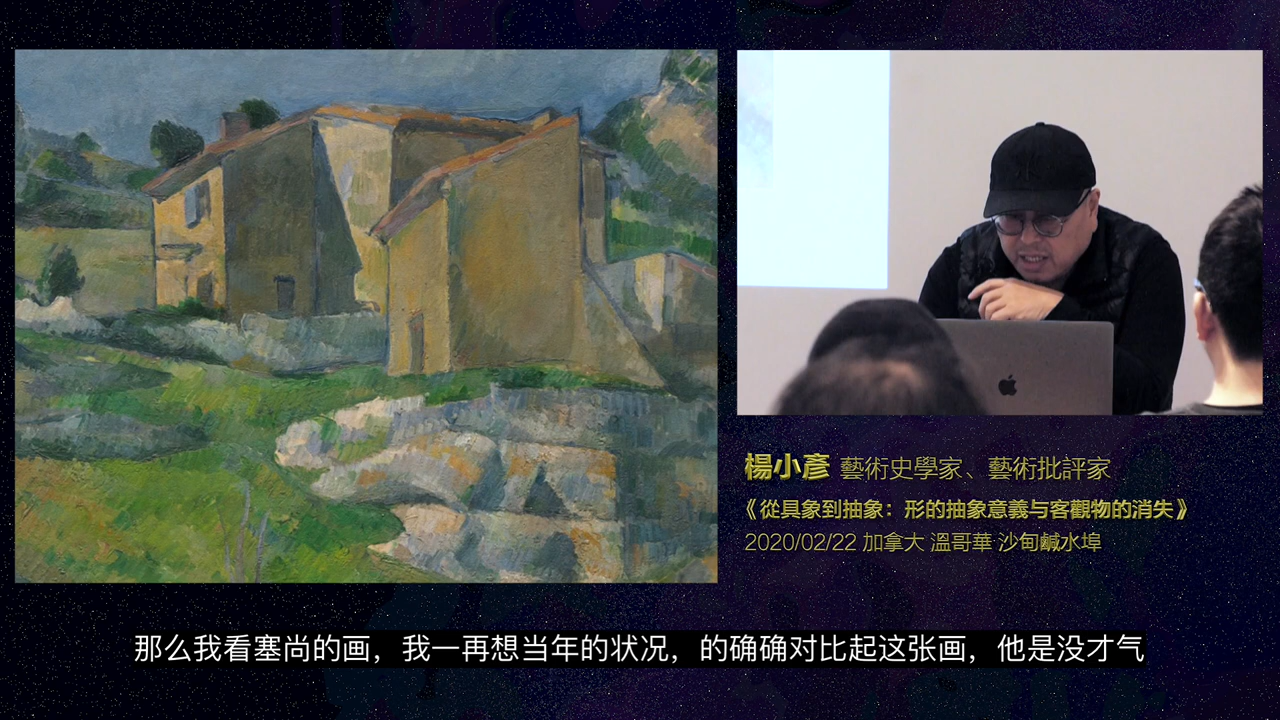 楊小彥 藝術史學家、藝術批評家
《從具象到抽象：形的抽象意義与客觀物的消失》
2020/02/22 加拿大 溫哥華 沙甸鹹水埠
那么我看塞尚的画，我一再想当年的状况，的确确对比起这张画，他是没才气